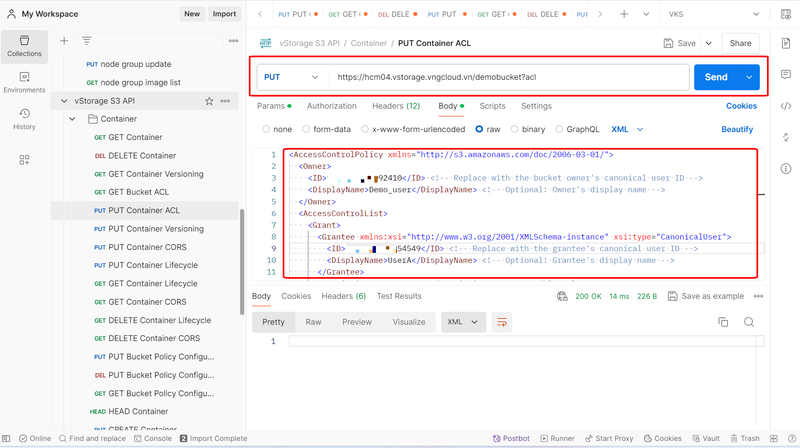 My Workspace
New
Import
PUT PUT
GET GET
DEL DELE
PUT PUT
GET GET
DEL DELE
PUT
VKS
Collections
Environments
History
node group update
node group image list
vStorage S3 API
Container
GET GET Container
DEL DELETE Container
GET GET Container Versioning
GET GET Bucket ACL
PUT PUT Container ACL
PUT PUT Container Versioning
PUT PUT Container CORS
PUT PUT Container Lifecycle
GET GET Container Lifecycle
GET GET Container CORS
DEL DELETE Container Lifecycle
DEL DELETE Container CORS
PUT PUT Bucket Policy Configu...
PUT PUT Bucket Policy Configu...
GET GET Bucket Policy Configu...
HEAD HEAD Container
PUT CREATE Container
HTTP vStorage S3 API / Container / PUT Container ACL
Save
Share
PUT
https://hcm04.vstorage.vngcloud.vn/demobucket?acl
Send
Params
Authorization
Headers (12)
Body
Scripts
Settings
Cookies
none
form-data
x-www-form-urlencoded
raw
binary
GraphQL
XML
Beautify
1 <AccessControlPolicy xmlns="http://s3.amazonaws.com/doc/2006-03-01/">
2 <Owner>
3 <ID> 92410</ID> <!-- Replace with the bucket owner's canonical user ID -->
4 <DisplayName>Demo_user</DisplayName> <!-- Optional: Owner's display name -->
5 </Owner>
6 <AccessControlList>
7 <Grant>
8 <Grantee xmlns:xsi="http://www.w3.org/2001/XMLSchema-instance" xsi:type="CanonicalUser">
9 <ID> 54549</ID> <!-- Replace with the grantee's canonical user ID -->
10 <DisplayName>UserA</DisplayName> <!-- Optional: Grantee's display name -->
11 </Grantee>
Body
Cookies
Headers (6)
Test Results
200 OK
14 ms
226 B
Save as example
Pretty
Raw
Preview
Visualize
XML
1
Online
Find and replace
Console
2 Import Complete
Postbot
Runner
Start Proxy
Cookies
Vault
Trash